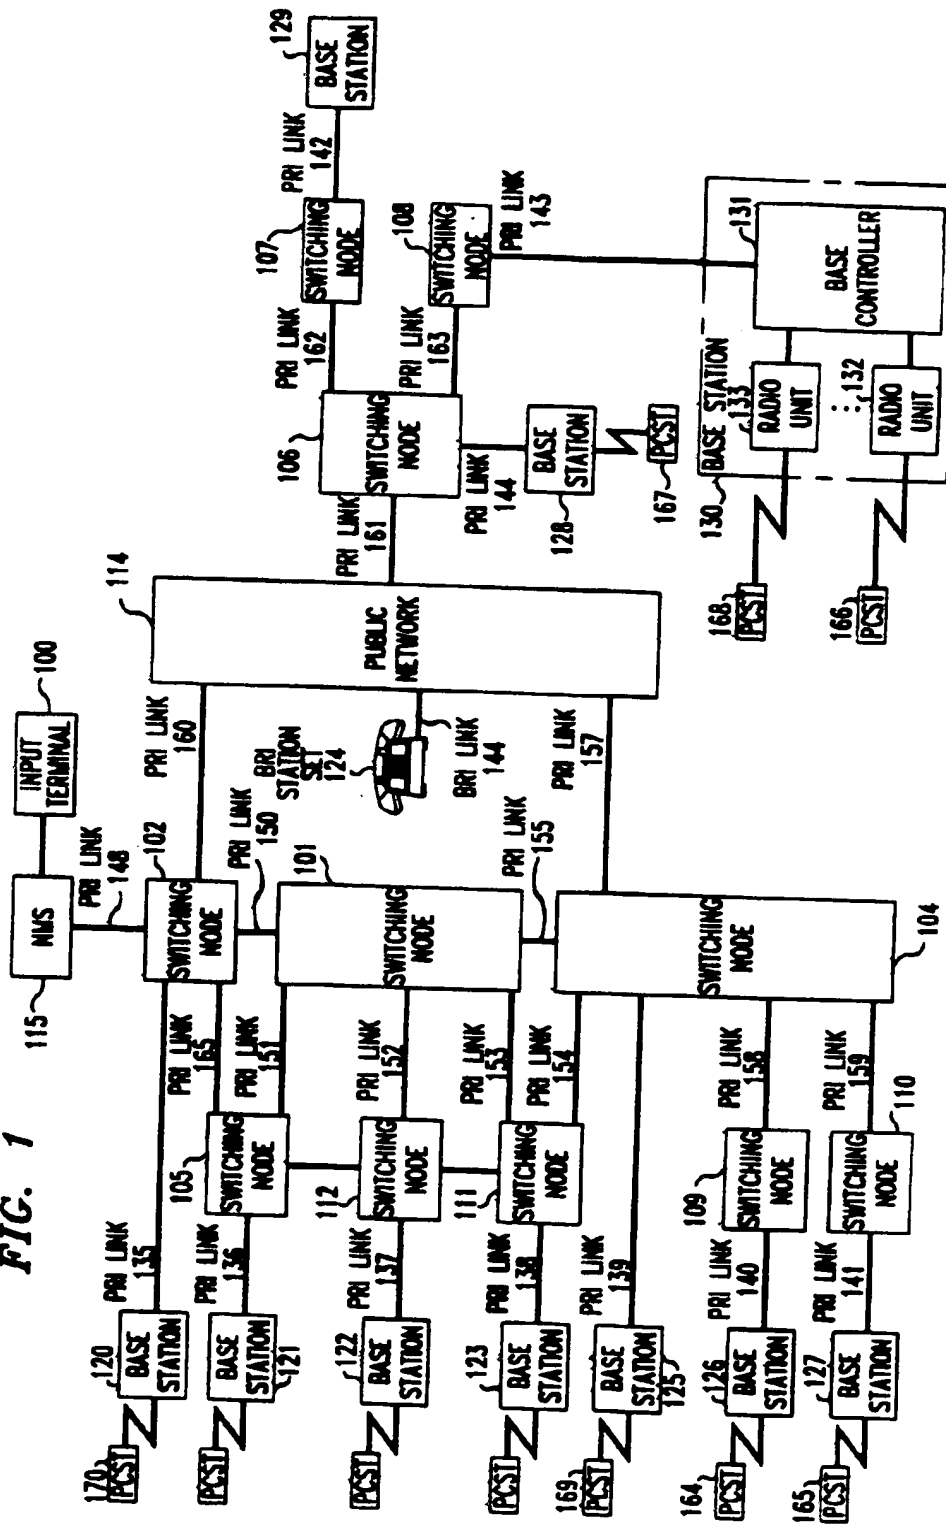 FIG. 1
115
NMS
INPUT
TERMINAL
100
PRI LINK
148
102
SWITCHING
NODE
PRI LINK
160
114
PUBLIC
NETWORK
BRI
STATION
SET
124
BRI LINK
144
PRI LINK
157
PRI LINK
150
101
SWITCHING
NODE
PRI LINK
155
SWITCHING
NODE
104
170
PCST
120
BASE
STATION
PRI LINK
135
PRI LINK
165
PCST
BASE
STATION
121
PRI LINK
136
105
SWITCHING
NODE
PRI LINK
151
PCST
122
BASE
STATION
PRI LINK
137
112
SWITCHING
NODE
PRI LINK
152
PCST
123
BASE
STATION
PRI LINK
138
111
SWITCHING
NODE
PRI LINK
153
PRI LINK
154
169
PCST
BASE
STATION
125
PRI LINK
139
164
PCST
126
BASE
STATION
PRI LINK
140
109
SWITCHING
NODE
PRI LINK
158
165
PCST
127
BASE
STATION
PRI LINK
141
SWITCHING
NODE
110
PRI LINK
159
PRI LINK
161
106
SWITCHING
NODE
PRI LINK
162
107
SWITCHING
NODE
PRI LINK
142
129
BASE
STATION
PRI LINK
163
108
SWITCHING
NODE
PRI LINK
143
PRI LINK
144
BASE
STATION
128
PCST
167
BASE STATION
130
133
RADIO
UNIT
132
RADIO
UNIT
131
BASE
CONTROLLER
168
PCST
166
PCST